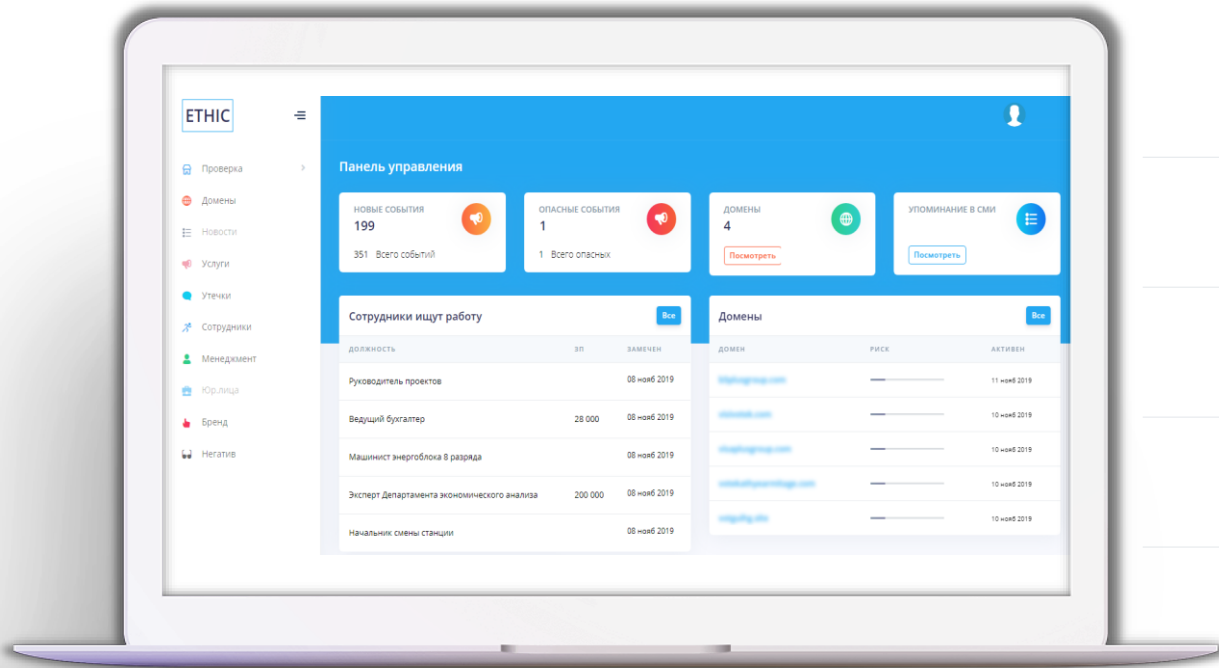 ETHIC
Проверка
Домены
Новости
Услуги
Утечки
Сотрудники
Менеджмент
Юр.лица
Бренд
Негатив
Панель управления
НОВЫЕ СОБЫТИЯ
199
351 Всего событий
ОПАСНЫЕ СОБЫТИЯ
1
1 Всего опасных
ДОМЕНЫ
4
Посмотреть
УПОМИНАНИЕ В СМИ
Посмотреть
Сотрудники ищут работу
Все
ДОЛЖНОСТЬ ЗП ЗАМЕЧЕН
Руководитель проектов 08 нояб 2019
Ведущий бухгалтер 28 000 08 нояб 2019
Машинист энергоблока 8 разряда 08 нояб 2019
Эксперт Департамента экономического анализа 200 000 08 нояб 2019
Начальник смены станции 08 нояб 2019
Домены
Все
ДОМЕН РИСК АКТИВЕН
11 нояб 2019
10 нояб 2019
10 нояб 2019
10 нояб 2019
10 нояб 2019